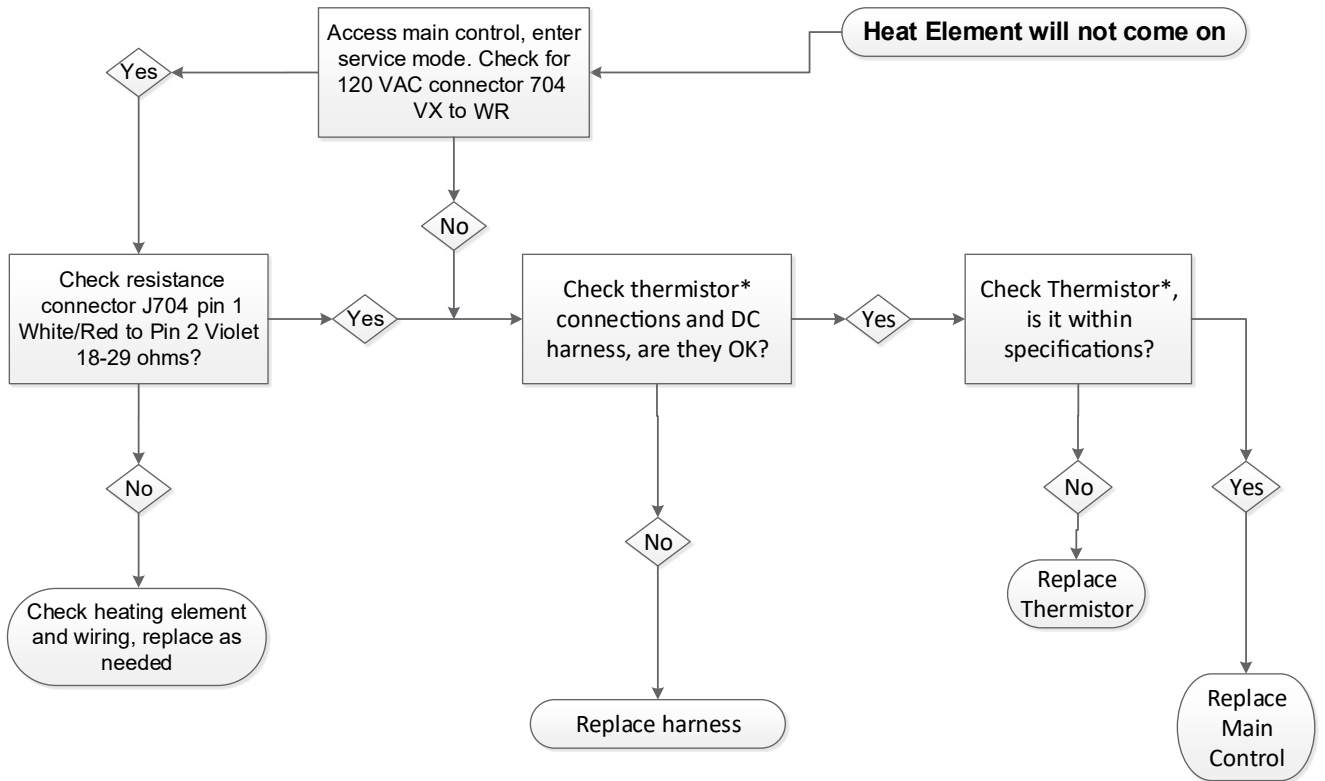 Heat Element will not come on
Access main control, enter
service mode. Check for
120 VAC connector 704
VX to WR
Yes
No
Check resistance
connector J704 pin 1
White/Red to Pin 2 Violet
18-29 ohms?
Yes
Check thermistor*
connections and DC
harness, are they OK?
Yes
Check Thermistor*,
is it within
specifications?
No
No
No
Yes
Check heating element
and wiring, replace as
needed
Replace
Thermistor
Replace harness
Replace
Main
Control